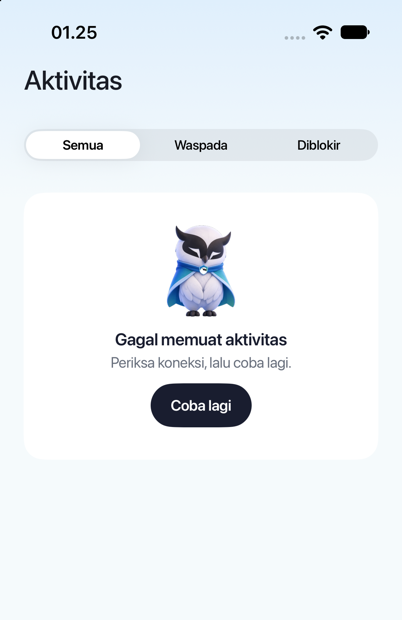 01.25
Aktivitas
Semua
Waspada
Diblokir
Gagal memuat aktivitas
Periksa koneksi, lalu coba lagi.
Coba lagi